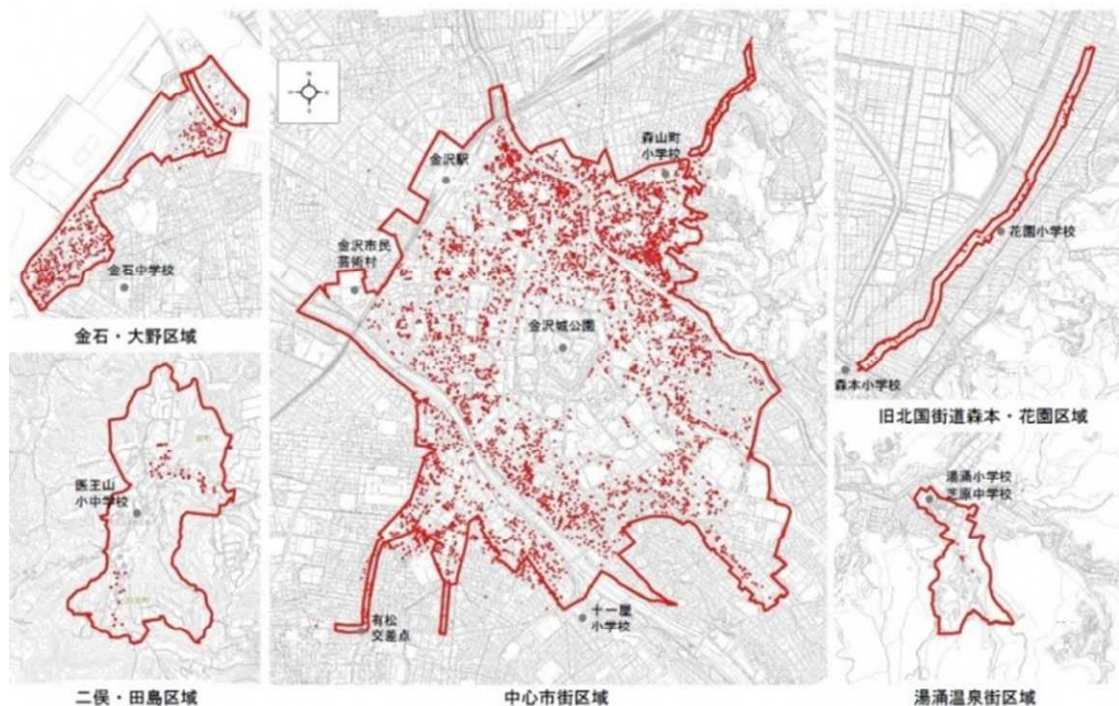 金石中学校
金石・大野区域
医王山
小中学校
二俣・田島区域
N
S
金沢駅
森山町
小学校
金沢市民
芸術村
金沢城公園
有松
交差点
十一屋
小学校
中心市街区域
花園小学校
森本小学校
旧北国街道森本・花園区域
湯涌小学校
芝原中学校
湯涌温泉街区域